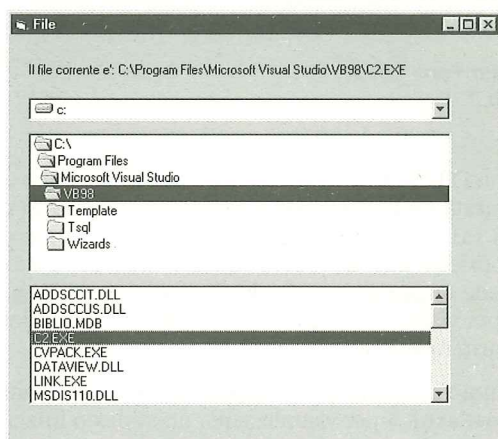 File
Il file corrente e': C:\Program Files\Microsoft Visual Studio\VB98\C2.EXE
c:
C:\
Program Files
Microsoft Visual Studio
VB98
Template
Tsql
Wizards
ADDSCCIT.DLL
ADDSCCUS.DLL
BIBLIO.MDB
C2.EXE
CVPACK.EXE
DATAVIEW.DLL
LINK.EXE
MSDIS110.DLL